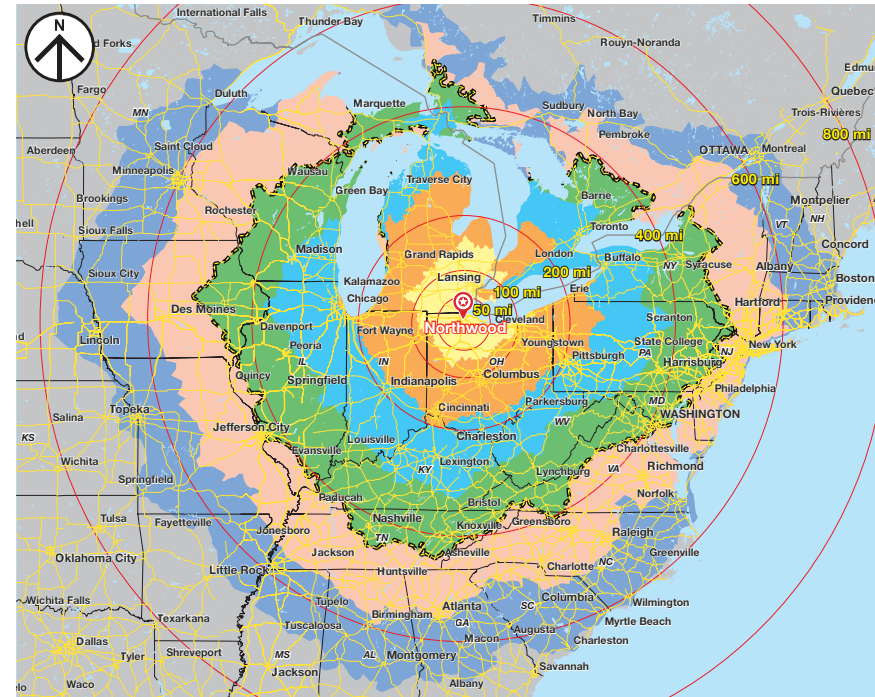 N
International Falls
Thunder Bay
Timmins
d Forks
Rouyn-Noranda
Edmu
Fargo
Duluth
Quebec
MN
Marquette
Sudbury
North Bay
Trois-Rivières
800 mi
Pembroke
Aberdeen
Saint Cloud
OTTAWA
Montreal
Minneapolis
Wausau
Traverse City
600 mi
Brookings
Green Bay
Barrie
Montpelier
Rochester
VT
NH
hell
Sioux Falls
Toronto
400 mi
Concord
Madison
Grand Rapids
London
Buffalo
NY
Syracuse
Albany
Sioux City
Lansing
200 mi
Boston
Kalamazoo
Erie
Chicago
100 mi
Hartford
Providence
Des Moines
50 mi
Cleveland
Scranton
Davenport
Fort Wayne
Northwood
nd
Lincoln
Peoria
Youngstown
State College
New York
IL
IN
OH
Pittsburgh
PA
NJ
Harrisburg
Quincy
Springfield
Indianapolis
Columbus
Philadelphia
Salina
Topeka
Cincinnati
Parkersburg
MD
WASHINGTON
Jefferson City
WV
KS
Louisville
Charleston
Evansville
Charlottesville
Wichita
KY
Lexington
Lynchburg
VA
Richmond
Springfield
Paducah
Bristol
Norfolk
Tulsa
Fayetteville
Nashville
Knoxville
Greensboro
Jonesboro
TN
Raleigh
Oklahoma City
Jackson
Asheville
Greenville
Little Rock
Huntsville
Charlotte
NC
Wichita Falls
Tupelo
Columbia
Wilmington
Texarkana
Birmingham
Atlanta
SC
Tuscaloosa
GA
Augusta
Myrtle Beach
Dallas
Macon
Charleston
Tyler
Shreveport
MS
AL
Montgomery
Savannah
Jackson
elo
Waco
Albany